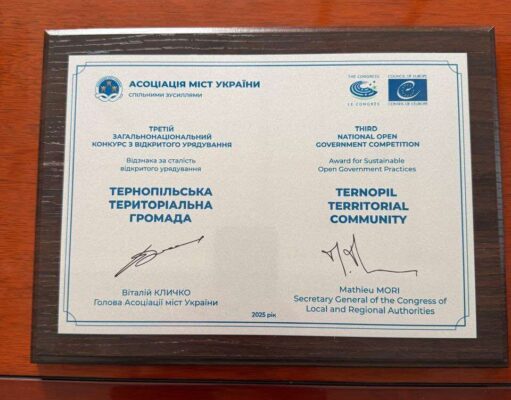 АСОЦІАЦІЯ МІСТ УКРАЇНИ
СПІЛЬНИМИ ЗУСИЛЛЯМИ
THE CONGRESS
LE CONGRÈS
COUNCIL OF EUROPE
CONSEIL DE L'EUROPE
ТРЕТІЙ
ЗАГАЛЬНОНАЦІОНАЛЬНИЙ
КОНКУРС З ВІДКРИТОГО УРЯДУВАННЯ
Відзнака за сталість
відкритого урядування
ТЕРНОПІЛЬСЬКА
ТЕРИТОРІАЛЬНА
ГРОМАДА
Віталій КЛИЧКО
Голова Асоціації міст України
THIRD
NATIONAL OPEN
GOVERNMENT COMPETITION
Award for Sustainable
Open Government Practices
TERNOPIL
TERRITORIAL
COMMUNITY
Mathieu MORI
Secretary General of the Congress of
Local and Regional Authorities
2025 рік